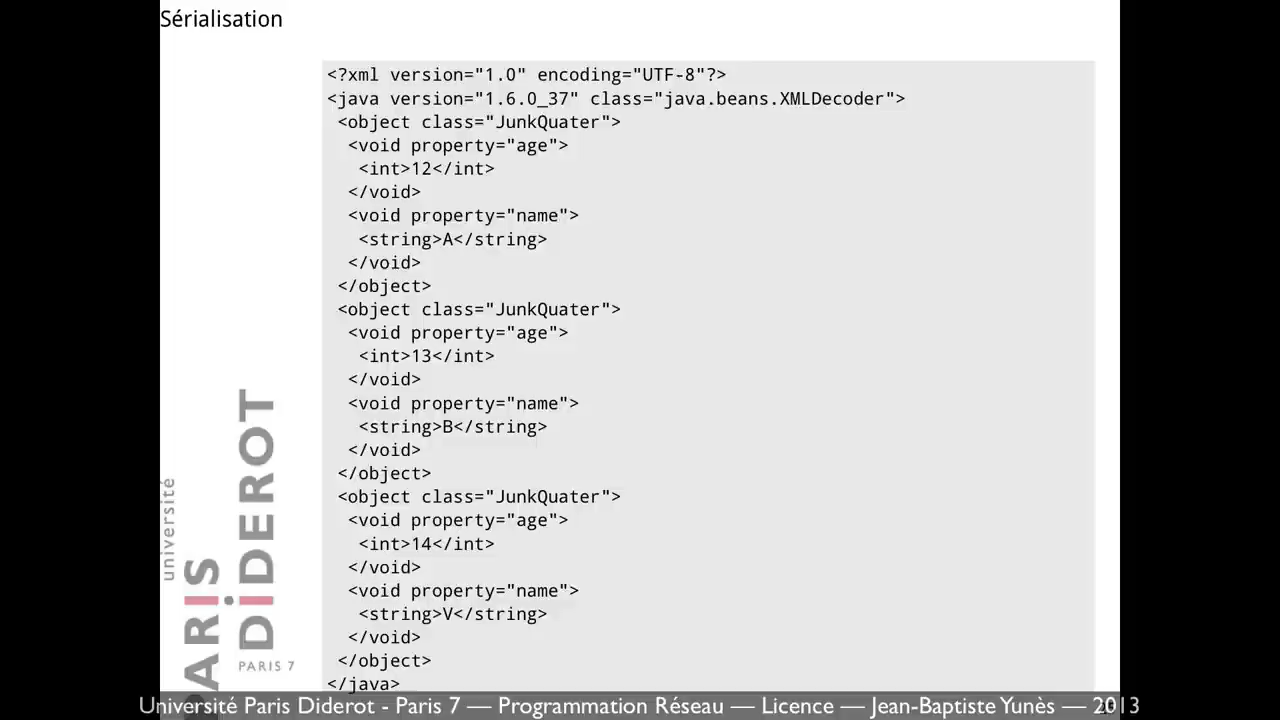 Sérialisation
<?xml version="1.0" encoding="UTF-8"?>
<java version="1.6.0_37" class="java.beans.XMLDecoder">
<object class="JunkQuater">
<void property="age">
<int>12</int>
</void>
<void property="name">
<string>A</string>
</void>
</object>
<object class="JunkQuater">
<void property="age">
<int>13</int>
</void>
<void property="name">
<string>B</string>
</void>
</object>
<object class="JunkQuater">
<void property="age">
<int>14</int>
</void>
<void property="name">
<string>V</string>
</void>
</object>
</java>
université
ARIS
DiDEROT
PARIS 7
Université Paris Diderot - Paris 7 — Programmation Réseau — Licence — Jean-Baptiste Yunès — 2013